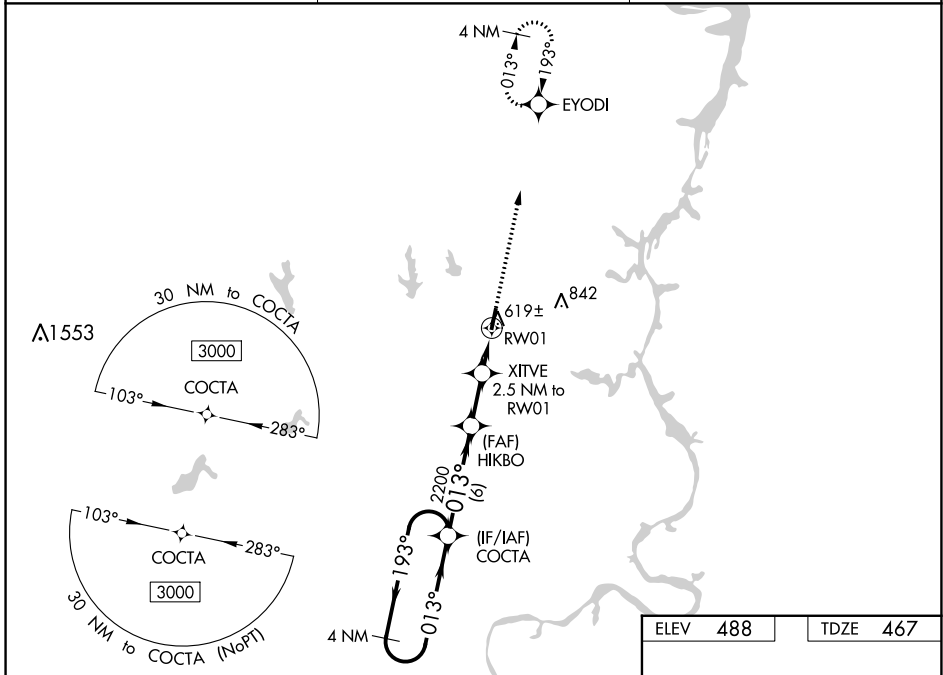 4 NM
013°
193°
EYODI
30 NM to COCTA
1553
3000
COCTA
103°
283°
619±
842
RW01
XITVE
2.5 NM to
RW01
(FAF)
HIKBO
2200
013°
(6)
(IF/IAF)
COCTA
193°
013°
4 NM
103°
283°
COCTA
3000
30 NM to COCTA (NoPT)
ELEV 488
TDZE 467